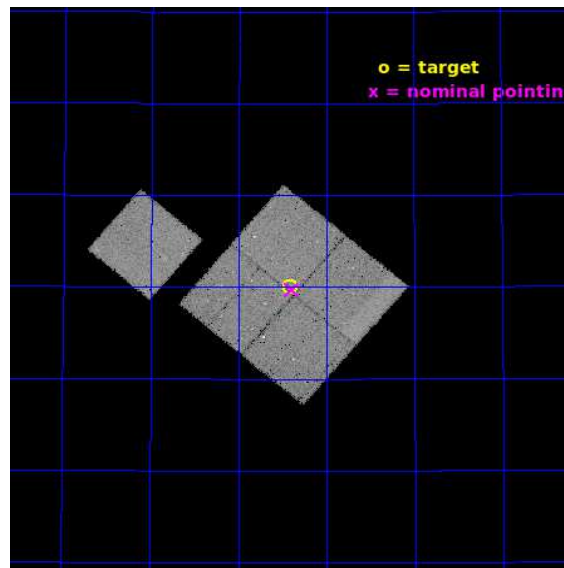 o = target
x = nominal pointin